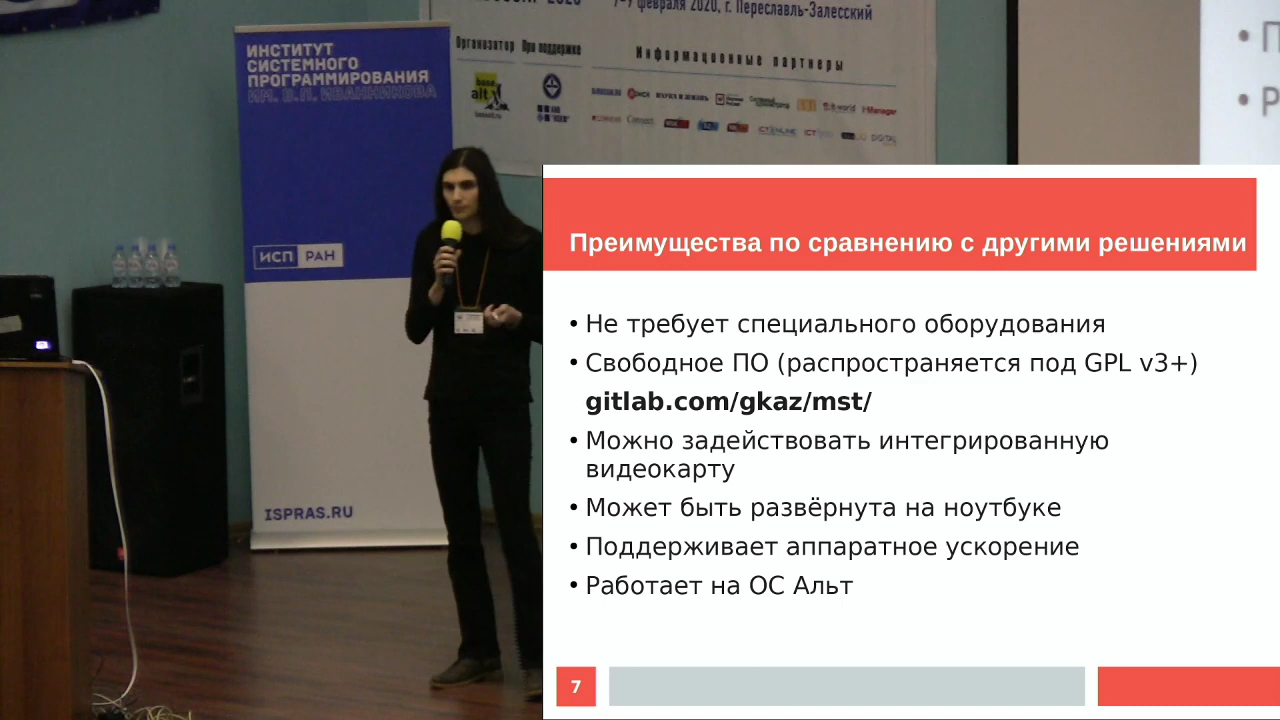 7–9 февраля 2020, г. Переславль-Залесский
Организатор
При поддержке
Информационные партнеры
base
alt
ИНСТИТУТ
СИСТЕМНОГО
ПРОГРАММИРОВАНИЯ
ИМ. В.П. ИВАННИКОВА
ИСП РАН
ISPRAS.RU
Преимущества по сравнению с другими решениями
• Не требует специального оборудования
• Свободное ПО (распространяется под GPL v3+)
gitlab.com/gkaz/mst/
• Можно задействовать интегрированную
видеокарту
• Может быть развёрнута на ноутбуке
• Поддерживает аппаратное ускорение
• Работает на ОС Альт
7